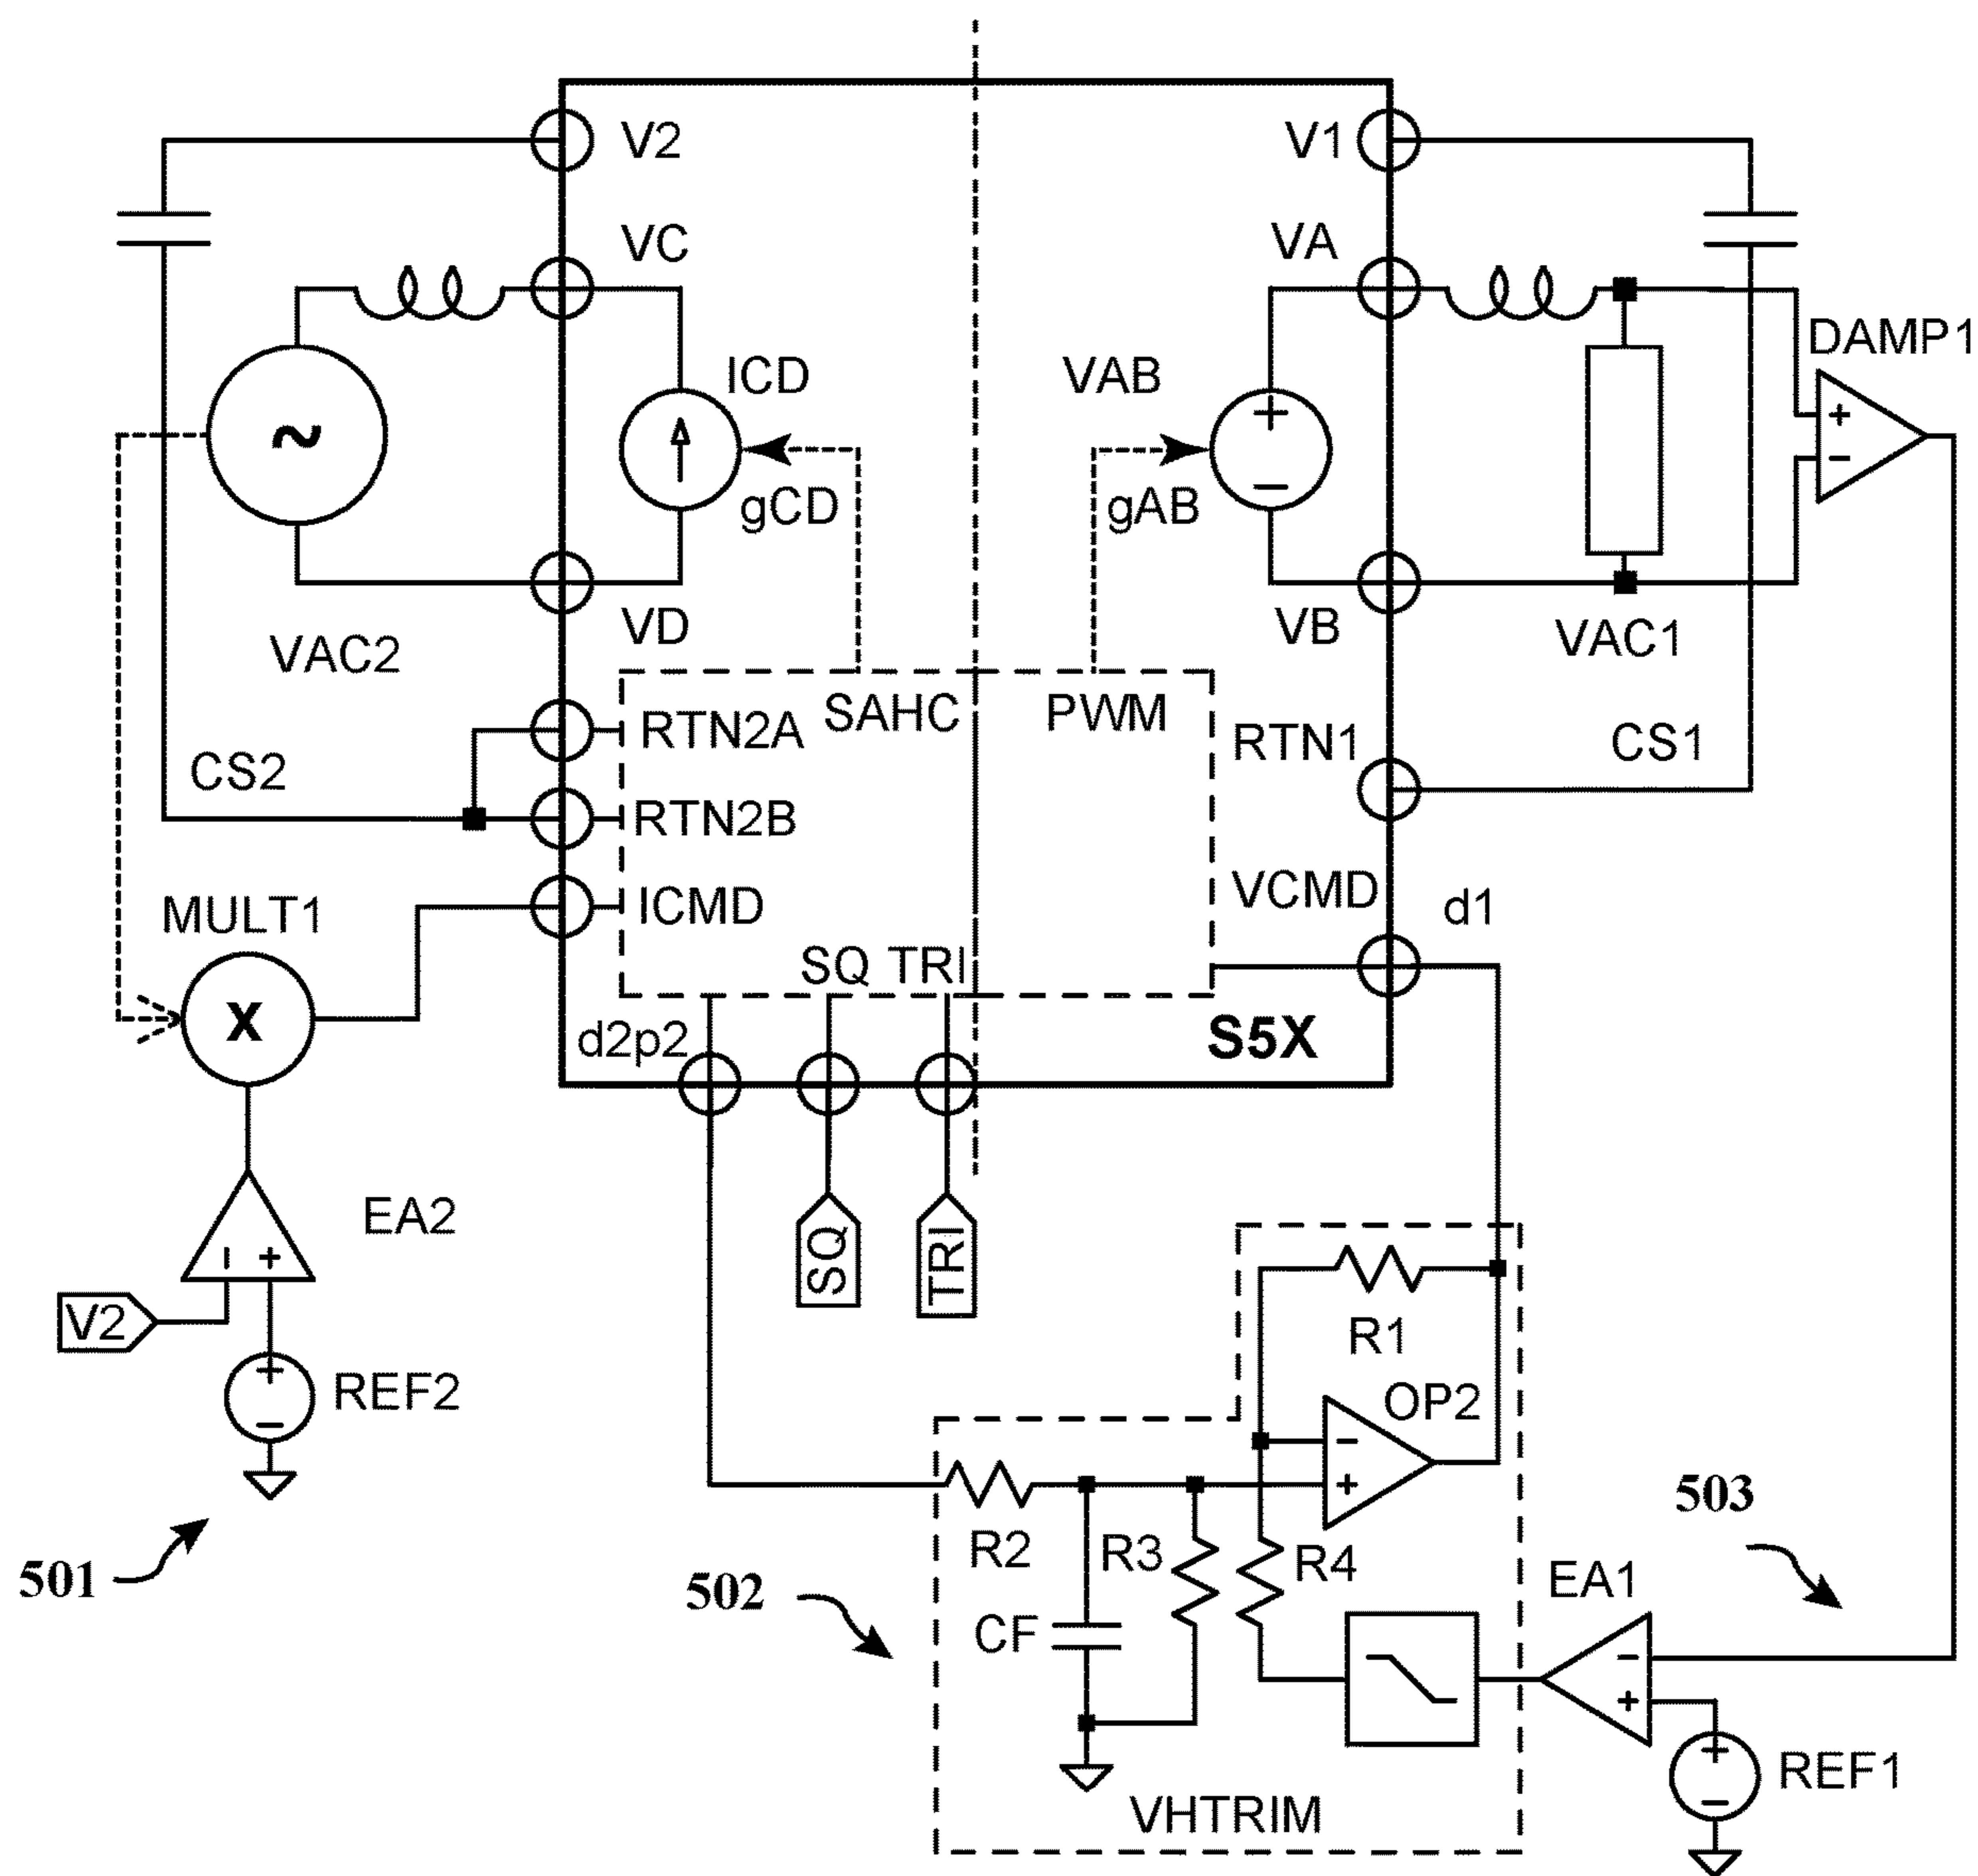 V2
V1
VC
VA
DAMP1
ICD
VAB
+
−
+
−
~
gCD
gAB
VD
VB
VAC2
VAC1
SAHC
PWM
RTN2A
RTN1
CS1
CS2
RTN2B
MULT1
ICMD
VCMD
d1
SQ TRI
X
d2p2
S5X
EA2
−
+
SQ
TRI
V2
R1
+
−
REF2
OP2
−
+
503
R2
R3
R4
EA1
501
502
CF
−
+
+
−
REF1
VHTRIM